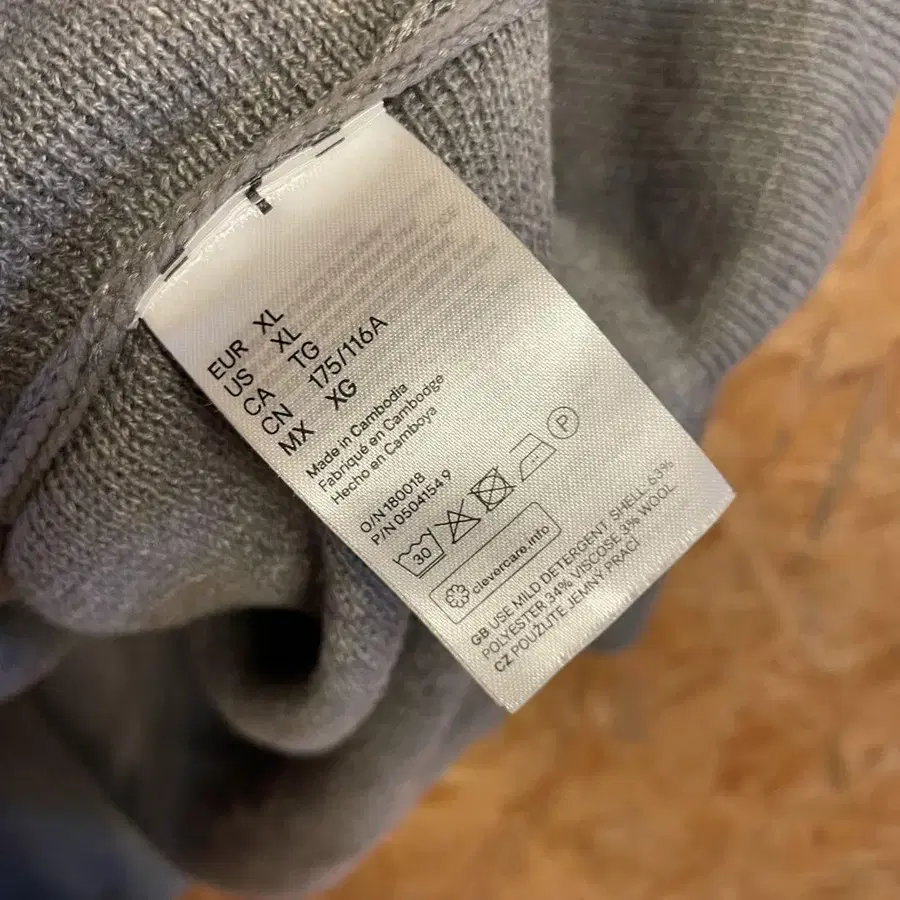 EUR XL
US XL
CA TG
CN 175/116A
MX XG
Made in Cambodia
Fabriqué en Cambodge
Hecho en Camboya
O/N 180018
P/N 05041549
30
P
clevercare.info
GB USE MILD DETERGENT SHELL: 63%
POLYESTER 34% VISCOSE 3% WOOL.
CZ POUŽIJTE JEMNÝ PRACÍ